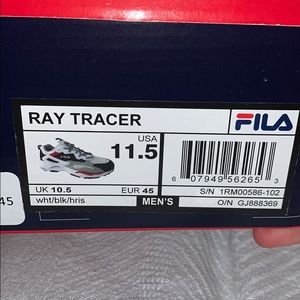 RAY TRACER
FILA
USA
11.5
UK 10.5
EUR 45
wht/blk/hris
MEN'S
6 07949 56265 3
S/N 1RM00586-102
O/N GJ888369
45